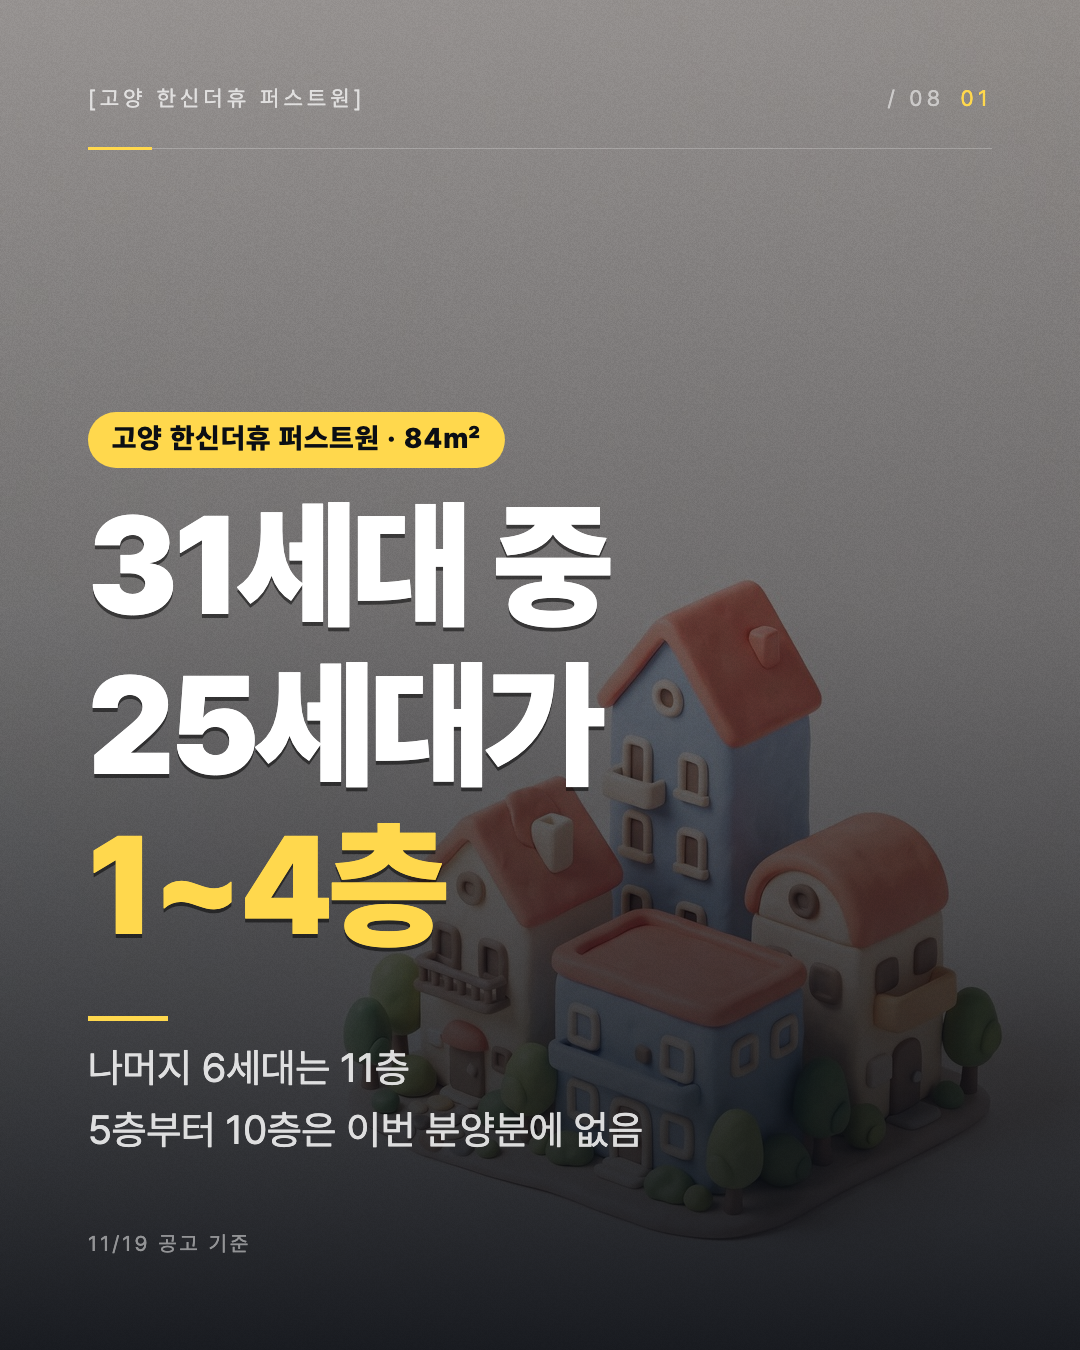 [고양 한신더휴 퍼스트원]
/ 08 01
고양 한신더휴 퍼스트원 · 84m²
31세대 중
25세대가
1~4층
나머지 6세대는 11층
5층부터 10층은 이번 분양분에 없음
11/19 공고 기준